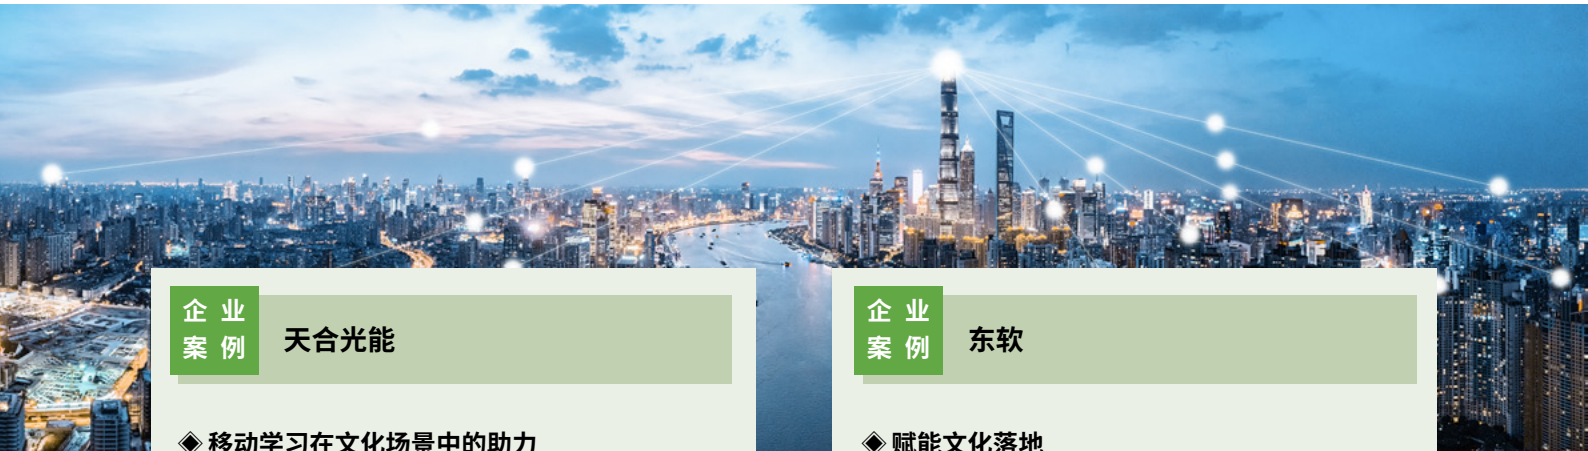 企业
案例
天合光能
◈ 移动学习在文化场景中的助力
企业
案例
东软
◈ 赋能文化落地